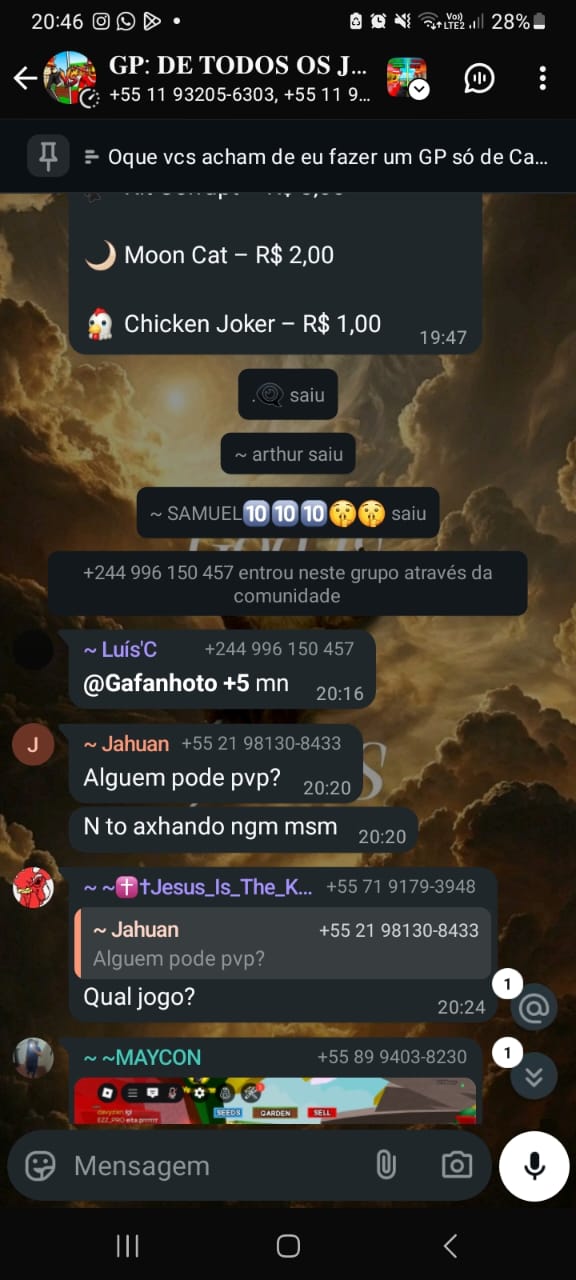 20:46
Vo))
LTE2
28%
GP: DE TODOS OS J...
+55 11 93205-6303, +55 11 9...
Oque vcs acham de eu fazer um GP só de Ca...
🌙 Moon Cat – R$ 2,00
🐔 Chicken Joker – R$ 1,00
19:47
.👁️‍🗨️ saiu
~ arthur saiu
~ SAMUEL🔟🔟🔟🤫🤫 saiu
+244 996 150 457 entrou neste grupo através da
comunidade
~ Luís'C +244 996 150 457
@Gafanhoto +5 mn
20:16
J
~ Jahuan +55 21 98130-8433
Alguem pode pvp?
20:20
N to axhando ngm msm
20:20
~ ~✝️†Jesus_Is_The_K... +55 71 9179-3948
~ Jahuan +55 21 98130-8433
Alguem pode pvp?
Qual jogo?
20:24
1
@
~ ~MAYCON +55 89 9403-8230
1
SEEDS GARDEN SELL
Mensagem